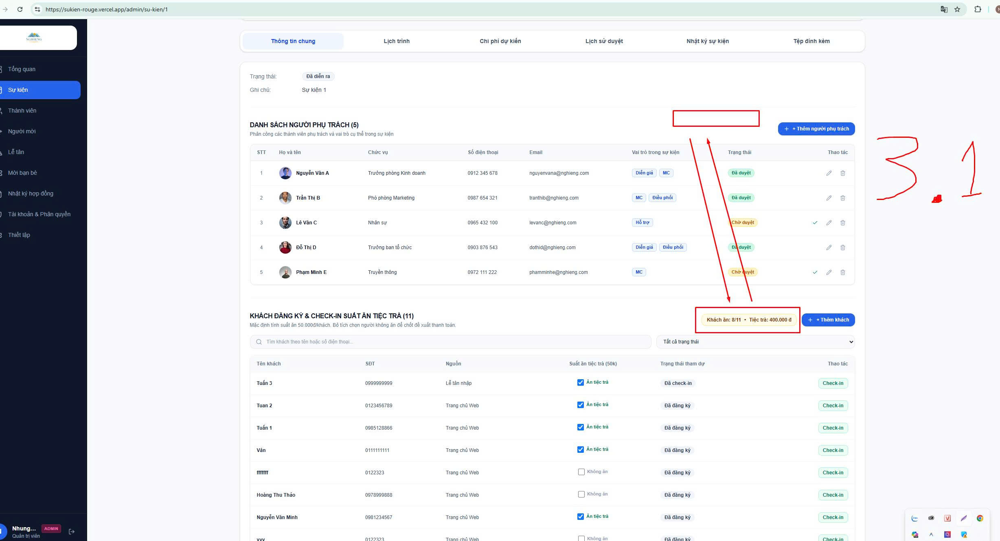 https://sukien-rouge.vercel.app/admin/su-kien/1
NGHIENG
Thông tin chung
Lịch trình
Chi phí dự kiến
Lịch sử duyệt
Nhật ký sự kiện
Tệp đính kèm
Tổng quan
Sự kiện
Thành viên
Người mới
Lễ tân
Mời bạn bè
Nhật ký hợp đồng
Tài khoản & Phân quyền
Thiết lập
Nhung... ADMIN
Quản trị viên
Trạng thái: Đã diễn ra
Ghi chú: Sự kiện 1
DANH SÁCH NGƯỜI PHỤ TRÁCH (5)
Phân công các thành viên phụ trách và vai trò cụ thể trong sự kiện
+ + Thêm người phụ trách
3.1
STT Họ và tên Chức vụ Số điện thoại Email Vai trò trong sự kiện Trạng thái Thao tác
1 Nguyễn Văn A Trưởng phòng Kinh doanh 0912 345 678 nguyenvana@nghieng.com Diễn giả MC Đã duyệt
2 Trần Thị B Phó phòng Marketing 0987 654 321 tranthib@nghieng.com MC Điều phối Đã duyệt
3 Lê Văn C Nhân sự 0965 432 100 levanc@nghieng.com Hỗ trợ Chờ duyệt
4 Đỗ Thị D Trưởng ban tổ chức 0903 876 543 dothid@nghieng.com Diễn giả Điều phối Đã duyệt
5 Phạm Minh E Truyền thông 0972 111 222 phamminhe@nghieng.com MC Chờ duyệt
KHÁCH ĐĂNG KÝ & CHECK-IN SUẤT ĂN TIỆC TRÀ (11)
Mặc định tính suất ăn 50.000đ/khách. Bỏ tích chọn người không ăn để chốt đề xuất thanh toán.
Khách ăn: 8/11 • Tiệc trà: 400.000 đ
+ + Thêm khách
Tìm khách theo tên hoặc số điện thoại...
Tất cả trạng thái
Tên khách SĐT Nguồn Suất ăn tiệc trà (50k) Trạng thái tham dự Thao tác
Tuấn 3 0999999999 Lễ tân nhập Ăn tiệc trà Đã check-in Check-in
Tuan 2 0123456789 Trang chủ Web Ăn tiệc trà Đã đăng ký Check-in
Tuấn 1 0985128866 Trang chủ Web Ăn tiệc trà Đã đăng ký Check-in
Vân 0111111111 Trang chủ Web Ăn tiệc trà Đã đăng ký Check-in
fffffff 0122323 Trang chủ Web Không ăn Đã đăng ký Check-in
Hoàng Thu Thảo 0978999888 Trang chủ Web Không ăn Đã đăng ký Check-in
Nguyễn Văn Minh 0981234567 Trang chủ Web Ăn tiệc trà Đã đăng ký Check-in
vvv 0122323 Trang chủ Web Không ăn Đã đăng ký Check-in
Zalo